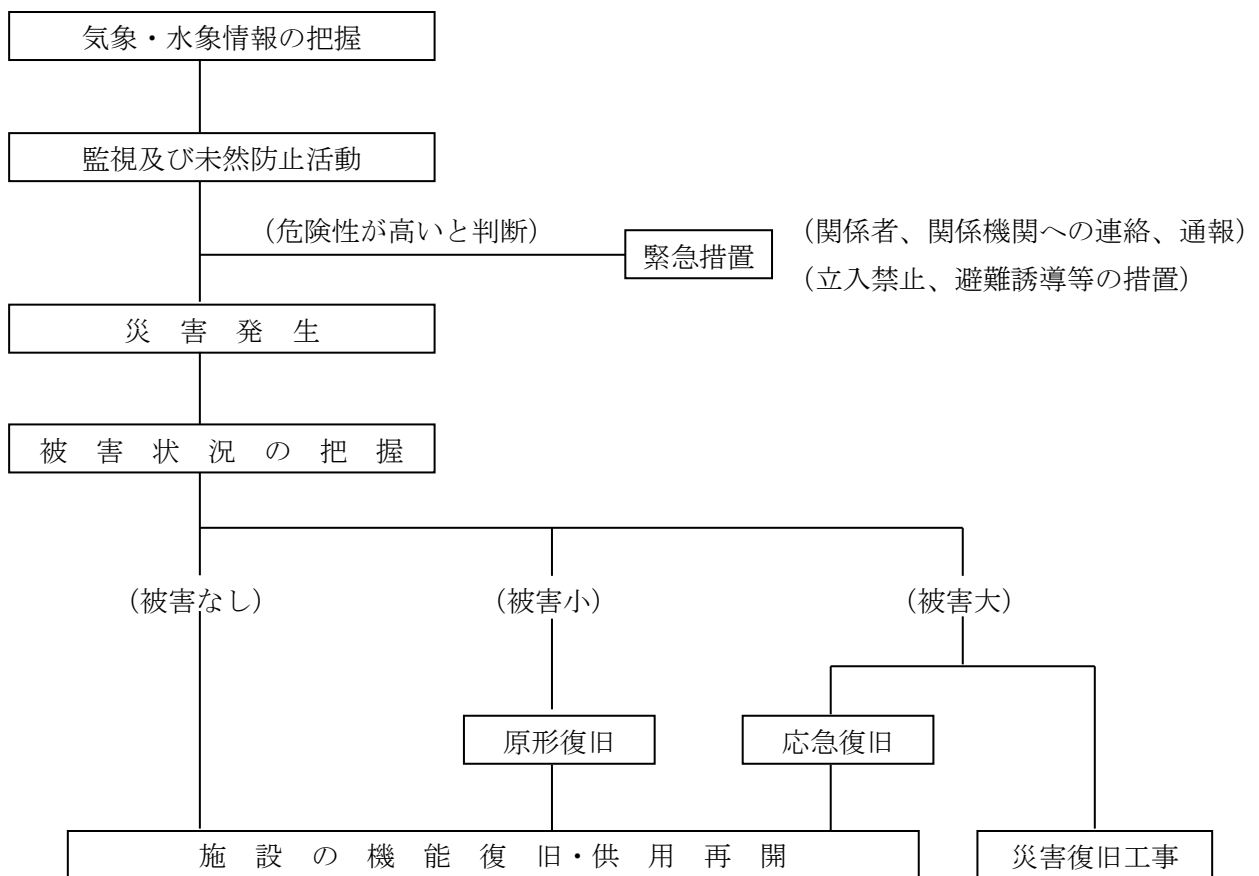 気象・水象情報の把握
監視及び未然防止活動
（危険性が高いと判断）
緊急措置
（関係者、関係機関への連絡、通報）
（立入禁止、避難誘導等の措置）
災害発生
被害状況の把握
（被害なし）
（被害小）
（被害大）
原形復旧
応急復旧
施設の機能復旧・供用再開
災害復旧工事